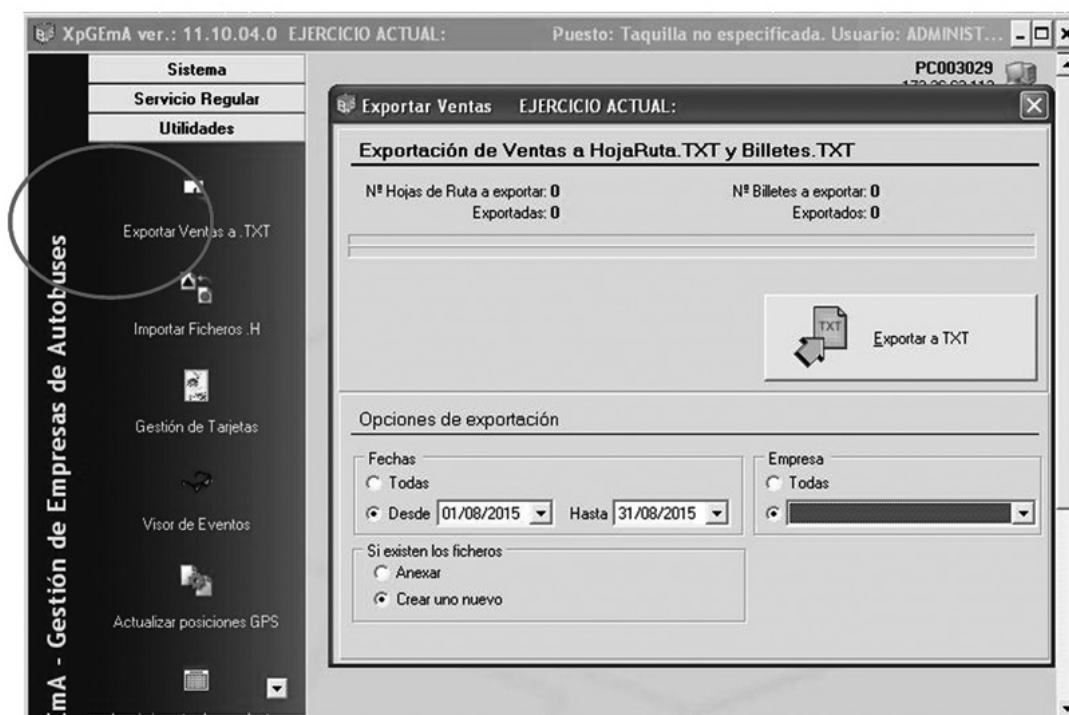 XpGEmA ver.: 11.10.04.0 EJERCICIO ACTUAL: Puesto: Taquilla no especificada. Usuario: ADMINIST...
Sistema
Servicio Regular
Utilidades
Exportar Ventas a .TXT
Importar Ficheros .H
Gestión de Tarjetas
Visor de Eventos
Actualizar posiciones GPS
EmA - Gestión de Empresas de Autobuses
PC003029
Exportar Ventas EJERCICIO ACTUAL:
Exportación de Ventas a HojaRuta.TXT y Billetes.TXT
Nª Hojas de Ruta a exportar: 0 Nª Billetes a exportar: 0
Exportadas: 0 Exportados: 0
TXT
Exportar a TXT
Opciones de exportación
Fechas
Todas
Desde 01/08/2015 Hasta 31/08/2015
Empresa
Todas
Si existen los ficheros
Anexar
Crear uno nuevo